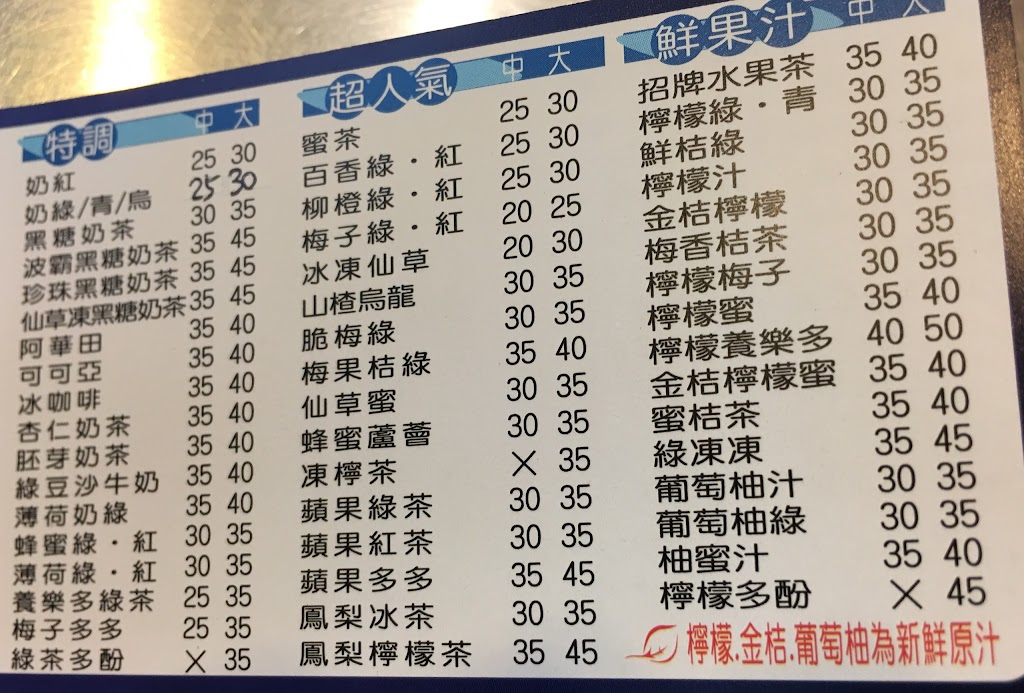 特調 中 大
奶紅 25 30
奶綠/青/烏 25 30
黑糖奶茶 30 35
波霸黑糖奶茶 35 45
珍珠黑糖奶茶 35 45
仙草凍黑糖奶茶 35 45
阿華田 35 40
可可亞 35 40
冰咖啡 35 40
杏仁奶茶 35 40
胚芽奶茶 35 40
綠豆沙牛奶 35 40
薄荷奶綠 35 40
蜂蜜綠・紅 30 35
薄荷綠・紅 30 35
養樂多綠茶 25 35
梅子多多 25 35
綠茶多酚 × 35
超人氣 中 大
蜜茶 25 30
百香綠・紅 25 30
柳橙綠・紅 25 30
梅子綠・紅 20 25
冰凍仙草 20 30
山楂烏龍 30 35
脆梅綠 30 35
梅果桔綠 35 40
仙草蜜 30 35
蜂蜜蘆薈 30 35
凍檸茶 × 35
蘋果綠茶 30 35
蘋果紅茶 30 35
蘋果多多 35 45
鳳梨冰茶 30 35
鳳梨檸檬茶 35 45
鮮果汁 中 大
招牌水果茶 35 40
檸檬綠・青 30 35
鮮桔綠 30 35
檸檬汁 30 35
金桔檸檬 30 35
梅香桔茶 30 35
檸檬梅子 30 35
檸檬蜜 35 40
檸檬養樂多 40 50
金桔檸檬蜜 35 40
蜜桔茶 35 40
綠凍凍 35 45
葡萄柚汁 30 35
葡萄柚綠 30 35
柚蜜汁 35 40
檸檬多酚 × 45
檸檬.金桔.葡萄柚為新鮮原汁